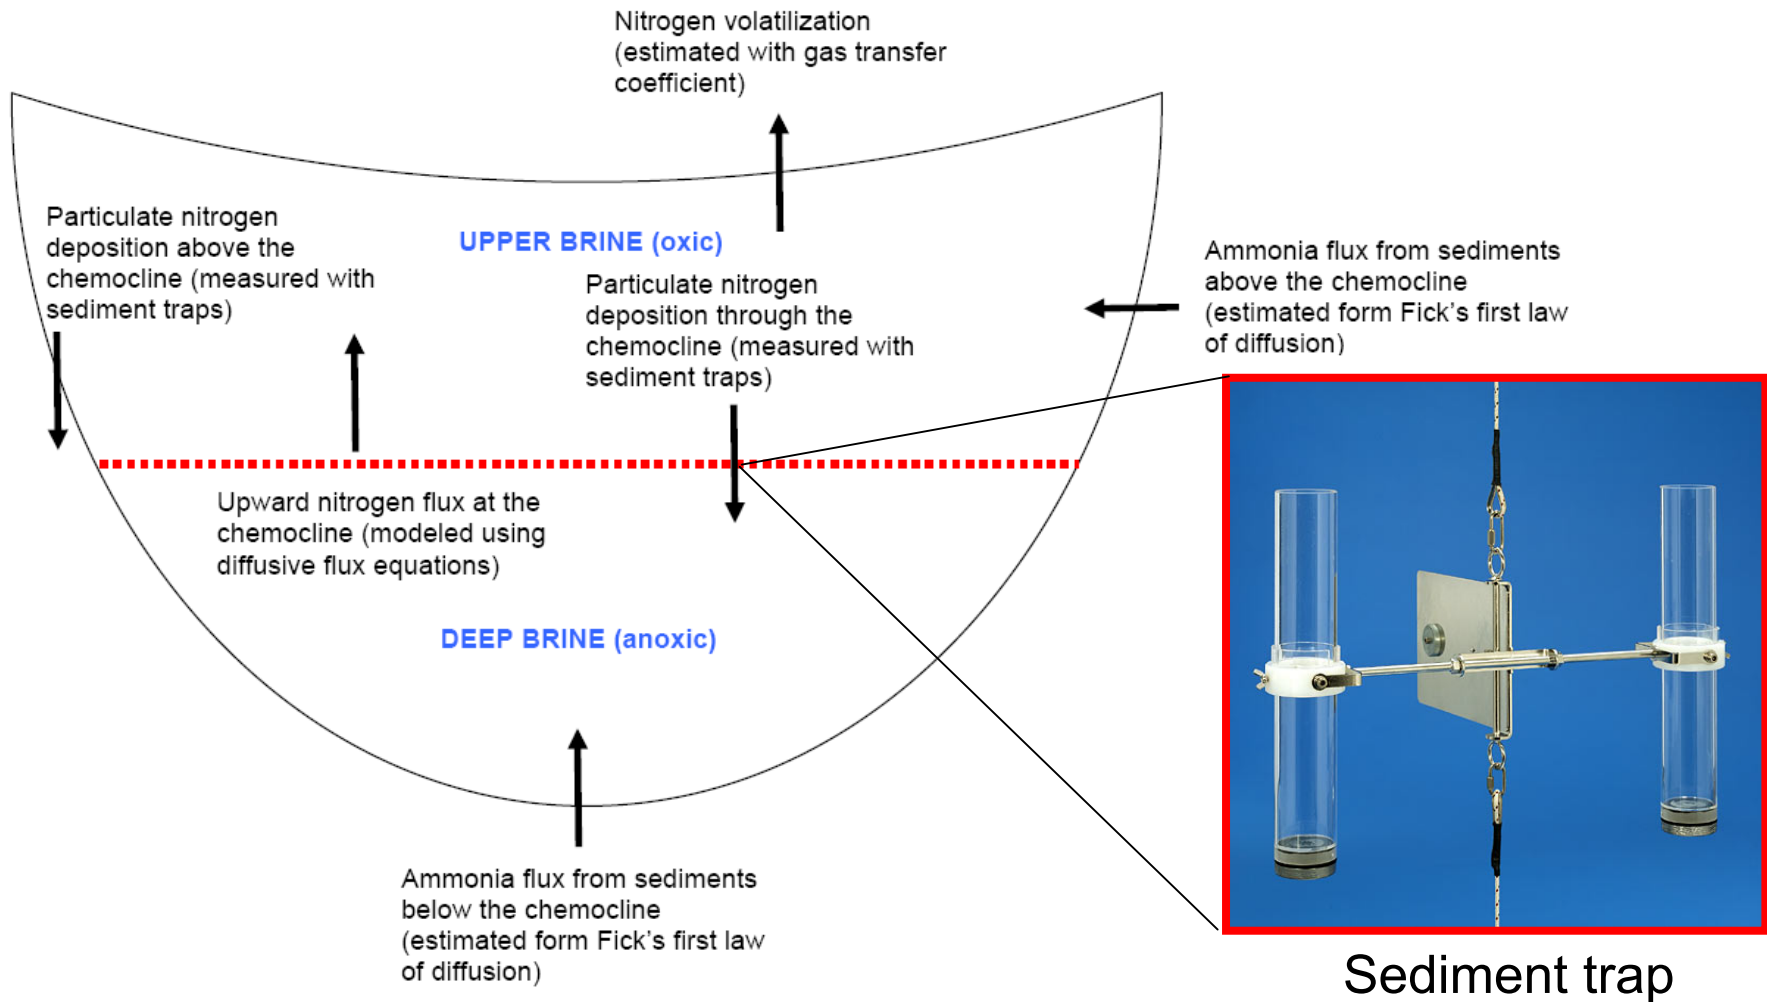 Nitrogen volatilization
(estimated with gas transfer
coefficient)
Particulate nitrogen
deposition above the
chemocline (measured with
sediment traps)
UPPER BRINE (oxic)
Particulate nitrogen
deposition through the
chemocline (measured with
sediment traps)
Ammonia flux from sediments
above the chemocline
(estimated form Fick's first law
of diffusion)
Upward nitrogen flux at the
chemocline (modeled using
diffusive flux equations)
DEEP BRINE (anoxic)
Ammonia flux from sediments
below the chemocline
(estimated form Fick's first law
of diffusion)
Sediment trap